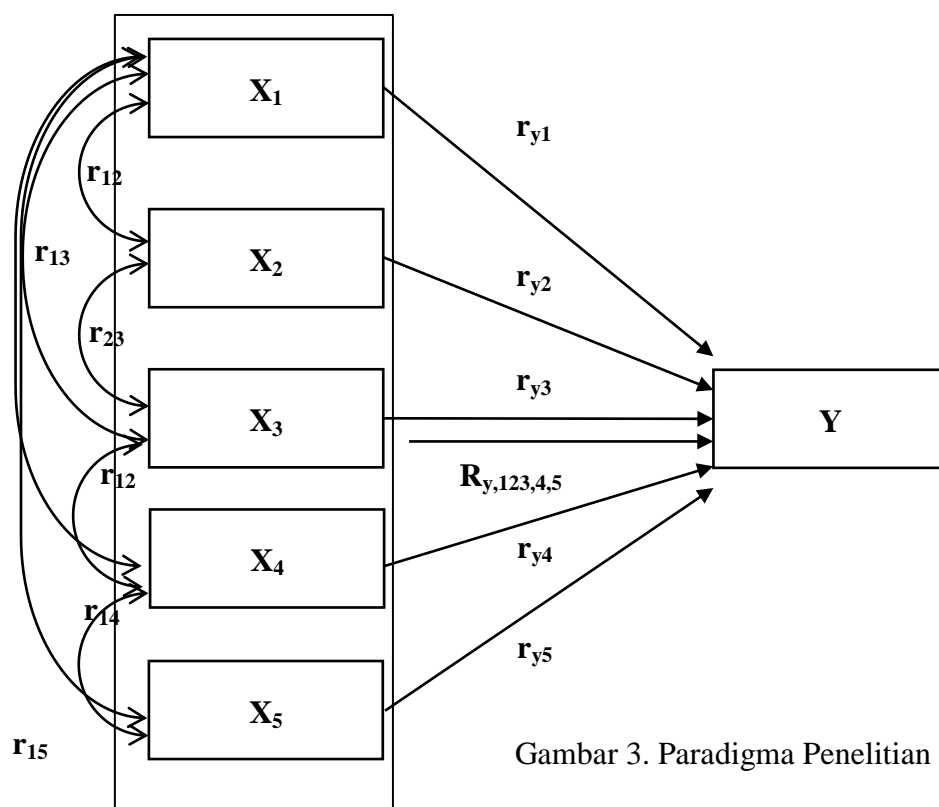 X₁
r_y1
r₁₂
r₁₃
X₂
r_y2
r₂₃
r_y3
X₃
Y
r₁₂
R_y,123,4,5
X₄
r_y4
r₁₄
r_y5
X₅
r₁₅
Gambar 3. Paradigma Penelitian